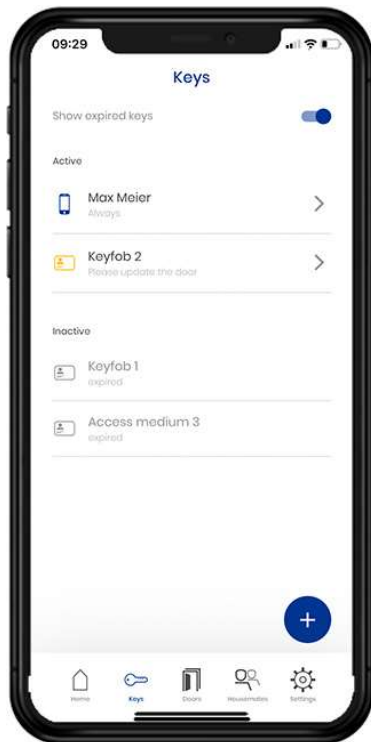 09:29
Keys
Show expired keys
Active
Max Meier
Always
Keyfob 2
Please update the door
Inactive
Keyfob 1
expired
Access medium 3
expired
Home
Keys
Doors
Housemates
Settings